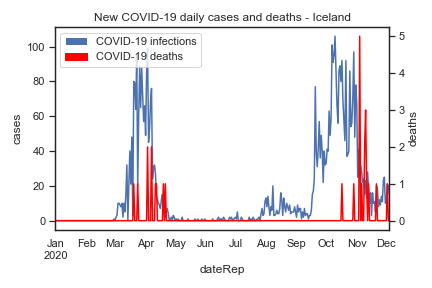 New COVID-19 daily cases and deaths - Iceland
COVID-19 infections
COVID-19 deaths
cases
100
80
60
40
20
0
deaths
5
4
3
2
1
0
Jan Feb Mar Apr May Jun Jul Aug Sep Oct Nov Dec
2020
dateRep